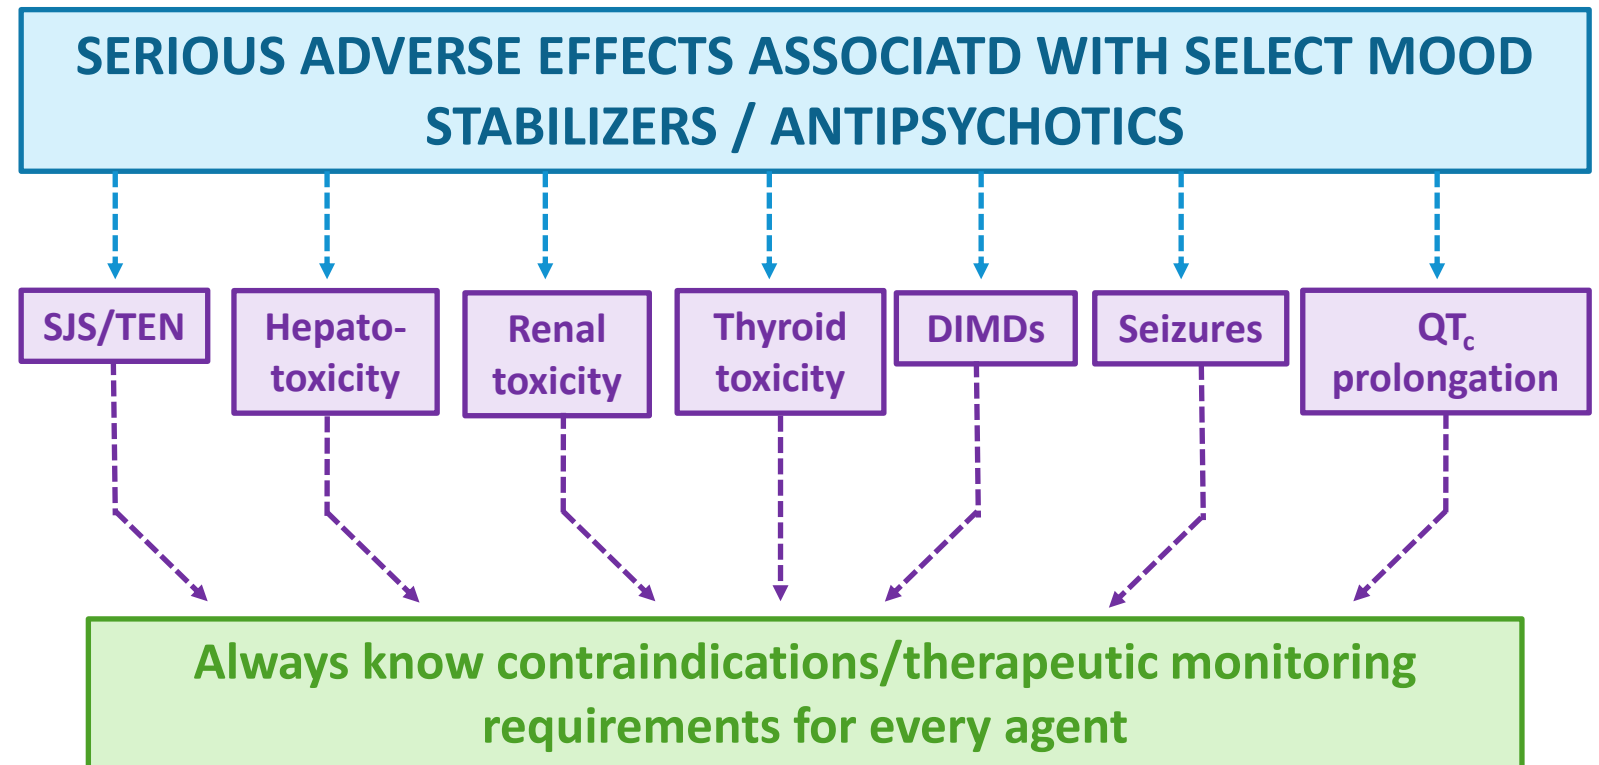 SERIOUS ADVERSE EFFECTS ASSOCIATD WITH SELECT MOOD
STABILIZERS / ANTIPSYCHOTICS
SJS/TEN
Hepato-
toxicity
Renal
toxicity
Thyroid
toxicity
DIMDs
Seizures
QTc
prolongation
Always know contraindications/therapeutic monitoring
requirements for every agent